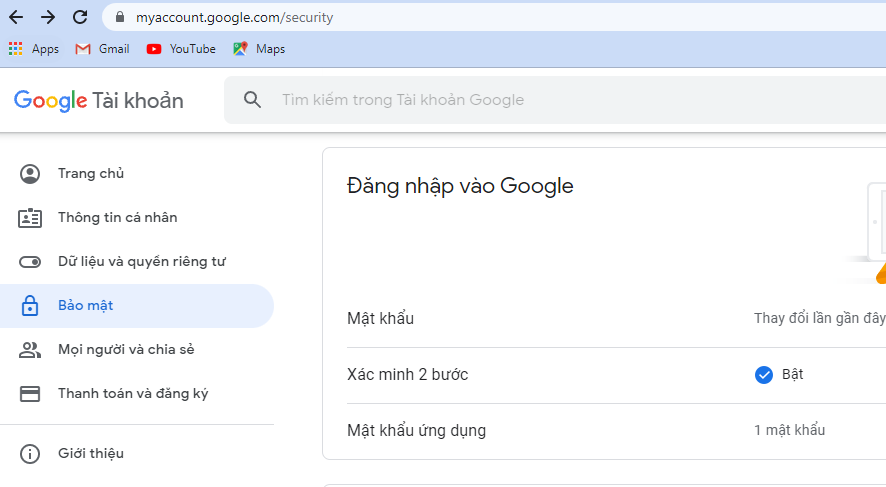 myaccount.google.com/security
Apps Gmail YouTube Maps
Google Tài khoản
Tìm kiếm trong Tài khoản Google
Trang chủ
Thông tin cá nhân
Dữ liệu và quyền riêng tư
Bảo mật
Mọi người và chia sẻ
Thanh toán và đăng ký
Giới thiệu
Đăng nhập vào Google
Mật khẩu Thay đổi lần gần đây
Xác minh 2 bước Bật
Mật khẩu ứng dụng 1 mật khẩu